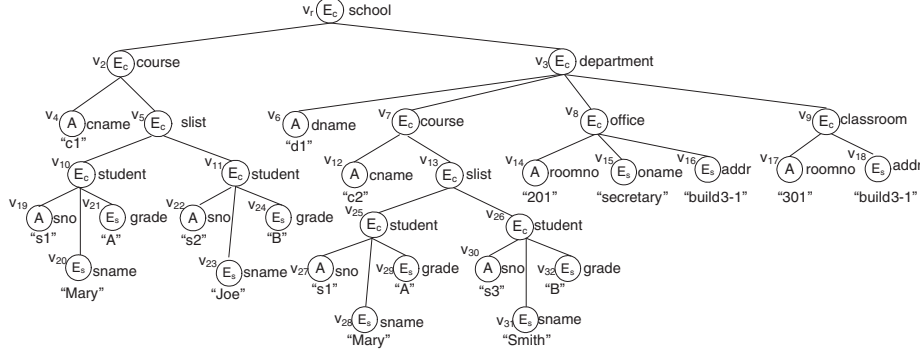 vr Ec school
v2 Ec course
v3 Ec department
v4 A cname
"c1"
v5 Ec slist
v6 A dname
"d1"
v7 Ec course
v8 Ec office
v9 Ec classroom
v10 Ec student
v11 Ec student
v12 A cname
"c2"
v13 Ec slist
v14 A roomno
"201"
v15 Es oname
"secretary"
v16 Es addr
"build3-1"
v17 A roomno
"301"
v18 Es addr
"build3-1"
v19 A sno
"s1"
v21 Es grade
"A"
v22 A sno
"s2"
v24 Es grade
"B"
v25 Ec student
v26 Ec student
v20 Es sname
"Mary"
v23 Es sname
"Joe"
v27 A sno
"s1"
v29 Es grade
"A"
v30 A sno
"s3"
v32 Es grade
"B"
v28 Es sname
"Mary"
v31 Es sname
"Smith"